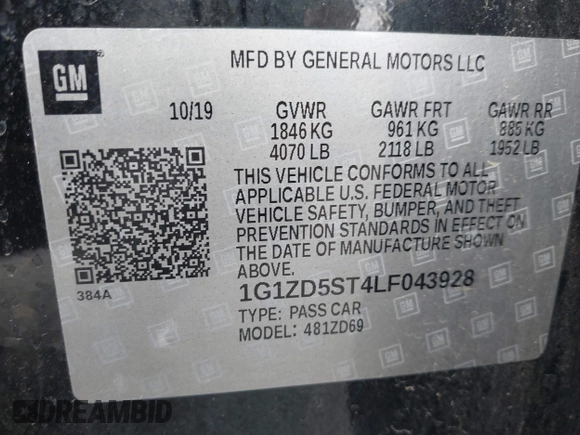 GM
MFD BY GENERAL MOTORS LLC
10/19 GVWR GAWR FRT GAWR RR
1846 KG 961 KG 885 KG
4070 LB 2118 LB 1952 LB
THIS VEHICLE CONFORMS TO ALL
APPLICABLE U.S. FEDERAL MOTOR
VEHICLE SAFETY, BUMPER, AND THEFT
PREVENTION STANDARDS IN EFFECT ON
THE DATE OF MANUFACTURE SHOWN
ABOVE.
384A
1G1ZD5ST4LF043928
TYPE: PASS CAR
MODEL: 481ZD69
DREAMBID